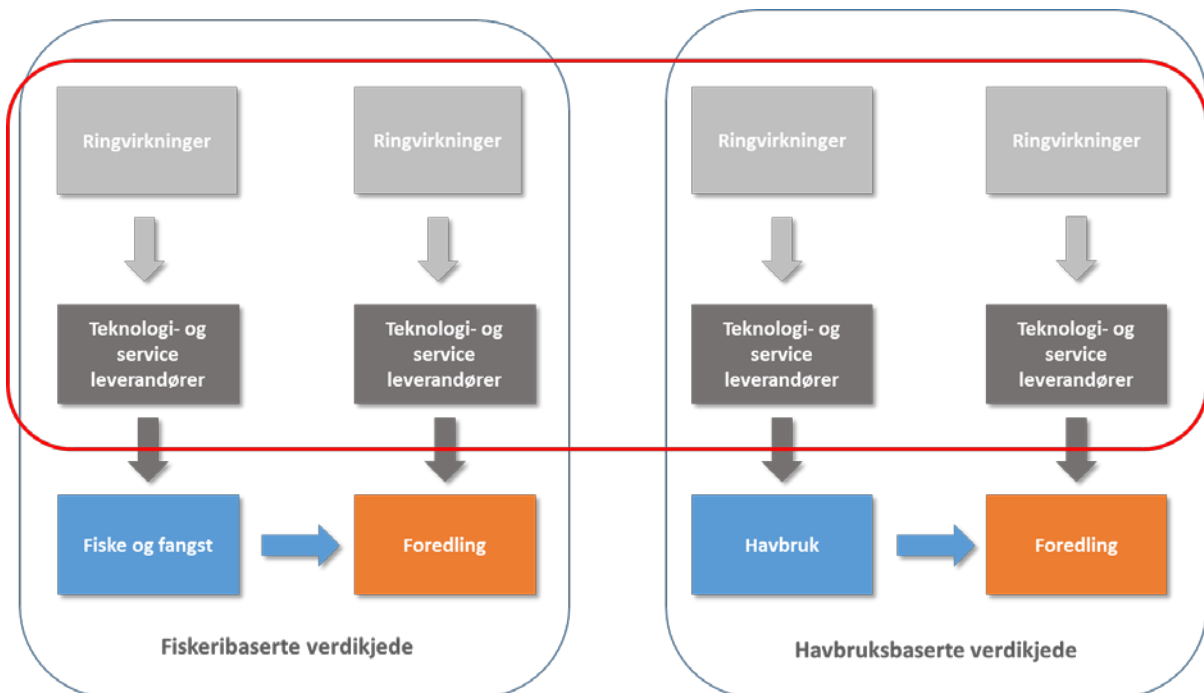 Ringvirkninger
Ringvirkninger
Ringvirkninger
Ringvirkninger
Teknologi- og
service
leverandører
Teknologi- og
service
leverandører
Teknologi- og
service
leverandører
Teknologi- og
service
leverandører
Fiske og fangst
Foredling
Havbruk
Foredling
Fiskeribaserte verdikjede
Havbruksbaserte verdikjede